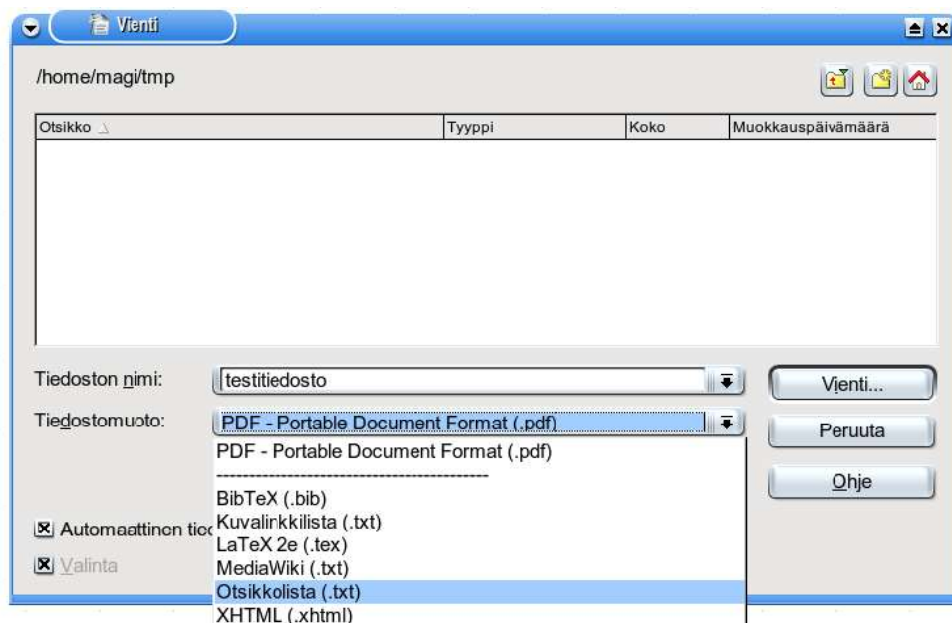 Vienti
/home/magi/tmp
Otsikko Tyyppi Koko Muokkauspäivämäärä
Tiedoston nimi: testitiedosto Vienti...
Tiedostomuoto: PDF - Portable Document Format (.pdf) Peruuta
PDF - Portable Document Format (.pdf)
------------------------------------------
Ohje
BibTeX (.bib)
Kuvalinkkilista (.txt)
Automaattinen
LaTeX 2e (.tex)
MediaWiki (.txt)
Valinta
Otsikkolista (.txt)
XHTML (.xhtml)